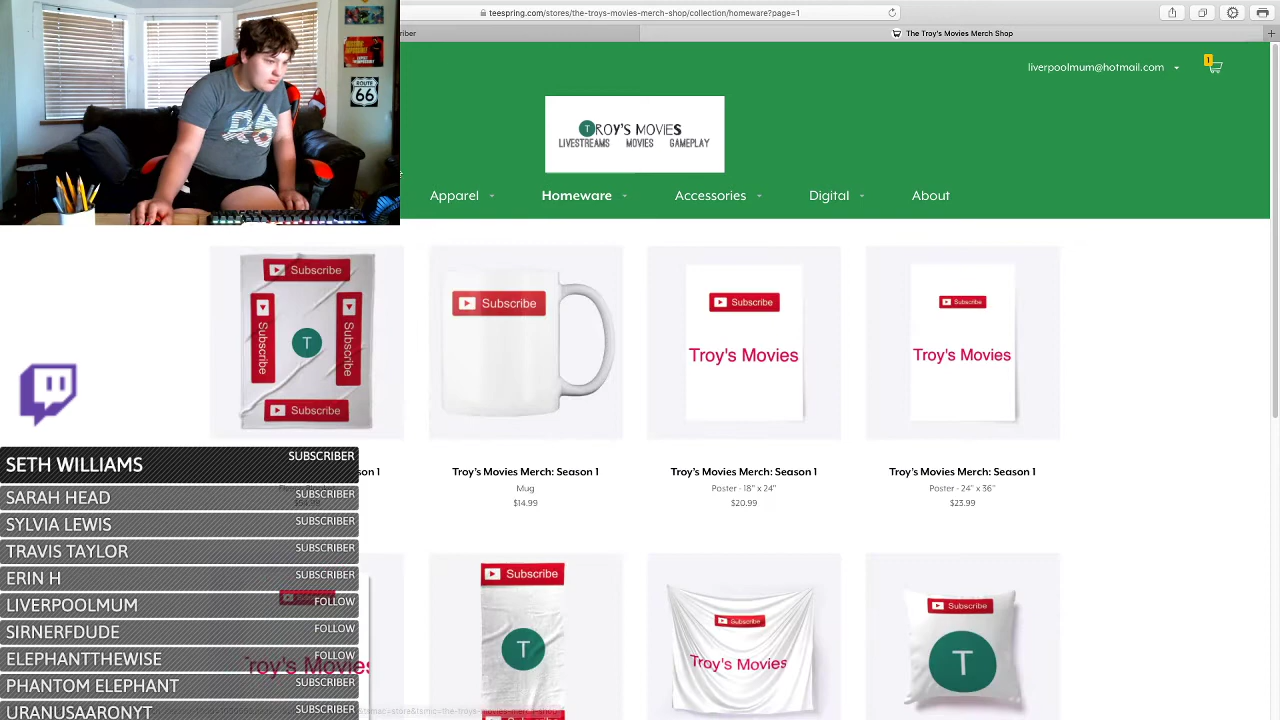 teespring.com/stores/the-troys-movies-merch-shop/collection/homeware?page=
The Troy's Movies Merch Shop
ROUTE
66
liverpoolmum@hotmail.com
1
TROY'S MOVIES
LIVESTREAMS MOVIES GAMEPLAY
Apparel Homeware Accessories Digital About
Subscribe
Subscribe
T
Subscribe
Subscribe
Subscribe
Subscribe
Troy's Movies
Subscribe
Troy's Movies
Troy's Movies Merch: Season 1
Mug
$14.99
Troy's Movies Merch: Season 1
Poster - 18" x 24"
$20.99
Troy's Movies Merch: Season 1
Poster - 24" x 36"
$23.99
SETH WILLIAMS SUBSCRIBER
SARAH HEAD SUBSCRIBER
SYLVIA LEWIS SUBSCRIBER
TRAVIS TAYLOR SUBSCRIBER
ERIN H SUBSCRIBER
LIVERPOOLMUM FOLLOW
SIRNERFDUDE FOLLOW
ELEPHANTTHEWISE FOLLOW
PHANTOM ELEPHANT SUBSCRIBER
URANUSAARONYT SUBSCRIBER
Troy's Movies
Subscribe
T
Subscribe
Troy's Movies
Subscribe
T